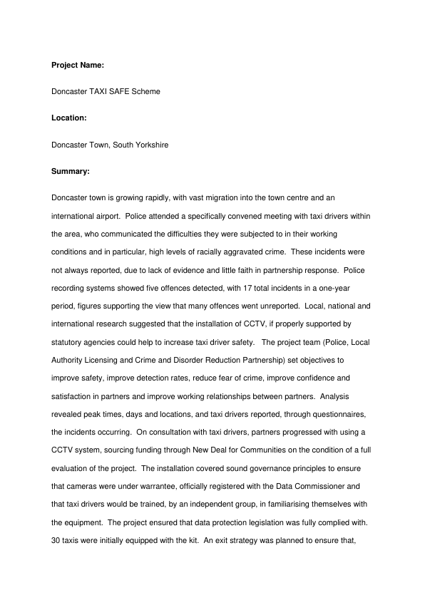 Project Name:
Doncaster TAXI SAFE Scheme
Location:
Doncaster Town, South Yorkshire
Summary:
Doncaster town is growing rapidly, with vast migration into the town centre and an
international airport.  Police attended a specifically convened meeting with taxi drivers within
the area, who communicated the difficulties they were subjected to in their working
conditions and in particular, high levels of racially aggravated crime.  These incidents were
not always reported, due to lack of evidence and little faith in partnership response.  Police
recording systems showed five offences detected, with 17 total incidents in a one-year
period, figures supporting the view that many offences went unreported.  Local, national and
international research suggested that the installation of CCTV, if properly supported by
statutory agencies could help to increase taxi driver safety.   The project team (Police, Local
Authority Licensing and Crime and Disorder Reduction Partnership) set objectives to
improve safety, improve detection rates, reduce fear of crime, improve confidence and
satisfaction in partners and improve working relationships between partners.  Analysis
revealed peak times, days and locations, and taxi drivers reported, through questionnaires,
the incidents occurring.  On consultation with taxi drivers, partners progressed with using a
CCTV system, sourcing funding through New Deal for Communities on the condition of a full
evaluation of the project.  The installation covered sound governance principles to ensure
that cameras were under warrantee, officially registered with the Data Commissioner and
that taxi drivers would be trained, by an independent group, in familiarising themselves with
the equipment.  The project ensured that data protection legislation was fully complied with.
30 taxis were initially equipped with the kit.  An exit strategy was planned to ensure that,